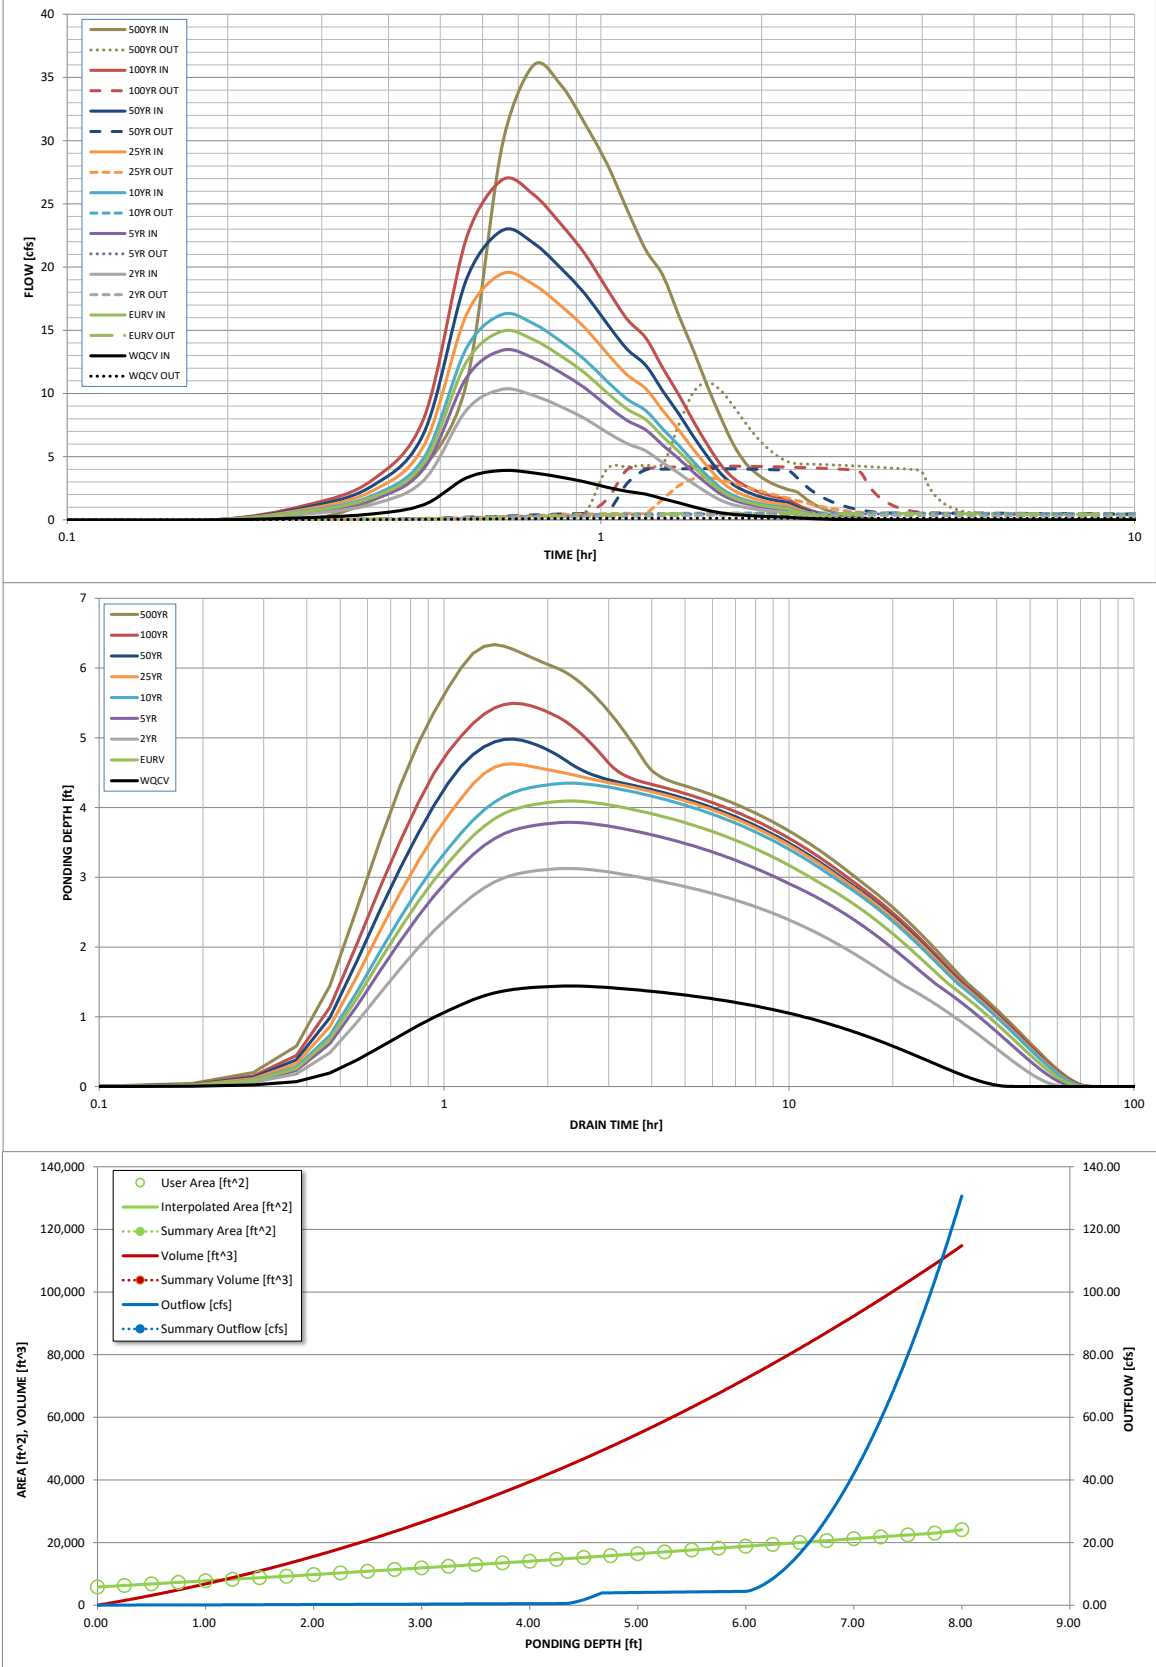 40
35
30
25
20
15
10
5
0
FLOW [cfs]
500YR IN
500YR OUT
100YR IN
100YR OUT
50YR IN
50YR OUT
25YR IN
25YR OUT
10YR IN
10YR OUT
5YR IN
5YR OUT
2YR IN
2YR OUT
EURV IN
EURV OUT
WQCV IN
WQCV OUT
0.1
1
10
TIME [hr]
7
6
5
4
3
2
1
0
PONDING DEPTH [ft]
500YR
100YR
50YR
25YR
10YR
5YR
2YR
EURV
WQCV
0.1
1
10
100
DRAIN TIME [hr]
140,000
120,000
100,000
80,000
60,000
40,000
20,000
0
AREA [ft^2], VOLUME [ft^3]
User Area [ft^2]
Interpolated Area [ft^2]
Summary Area [ft^2]
Volume [ft^3]
Summary Volume [ft^3]
Outflow [cfs]
Summary Outflow [cfs]
140.00
120.00
100.00
80.00
60.00
40.00
20.00
0.00
OUTFLOW [cfs]
0.00
1.00
2.00
3.00
4.00
5.00
6.00
7.00
8.00
9.00
PONDING DEPTH [ft]